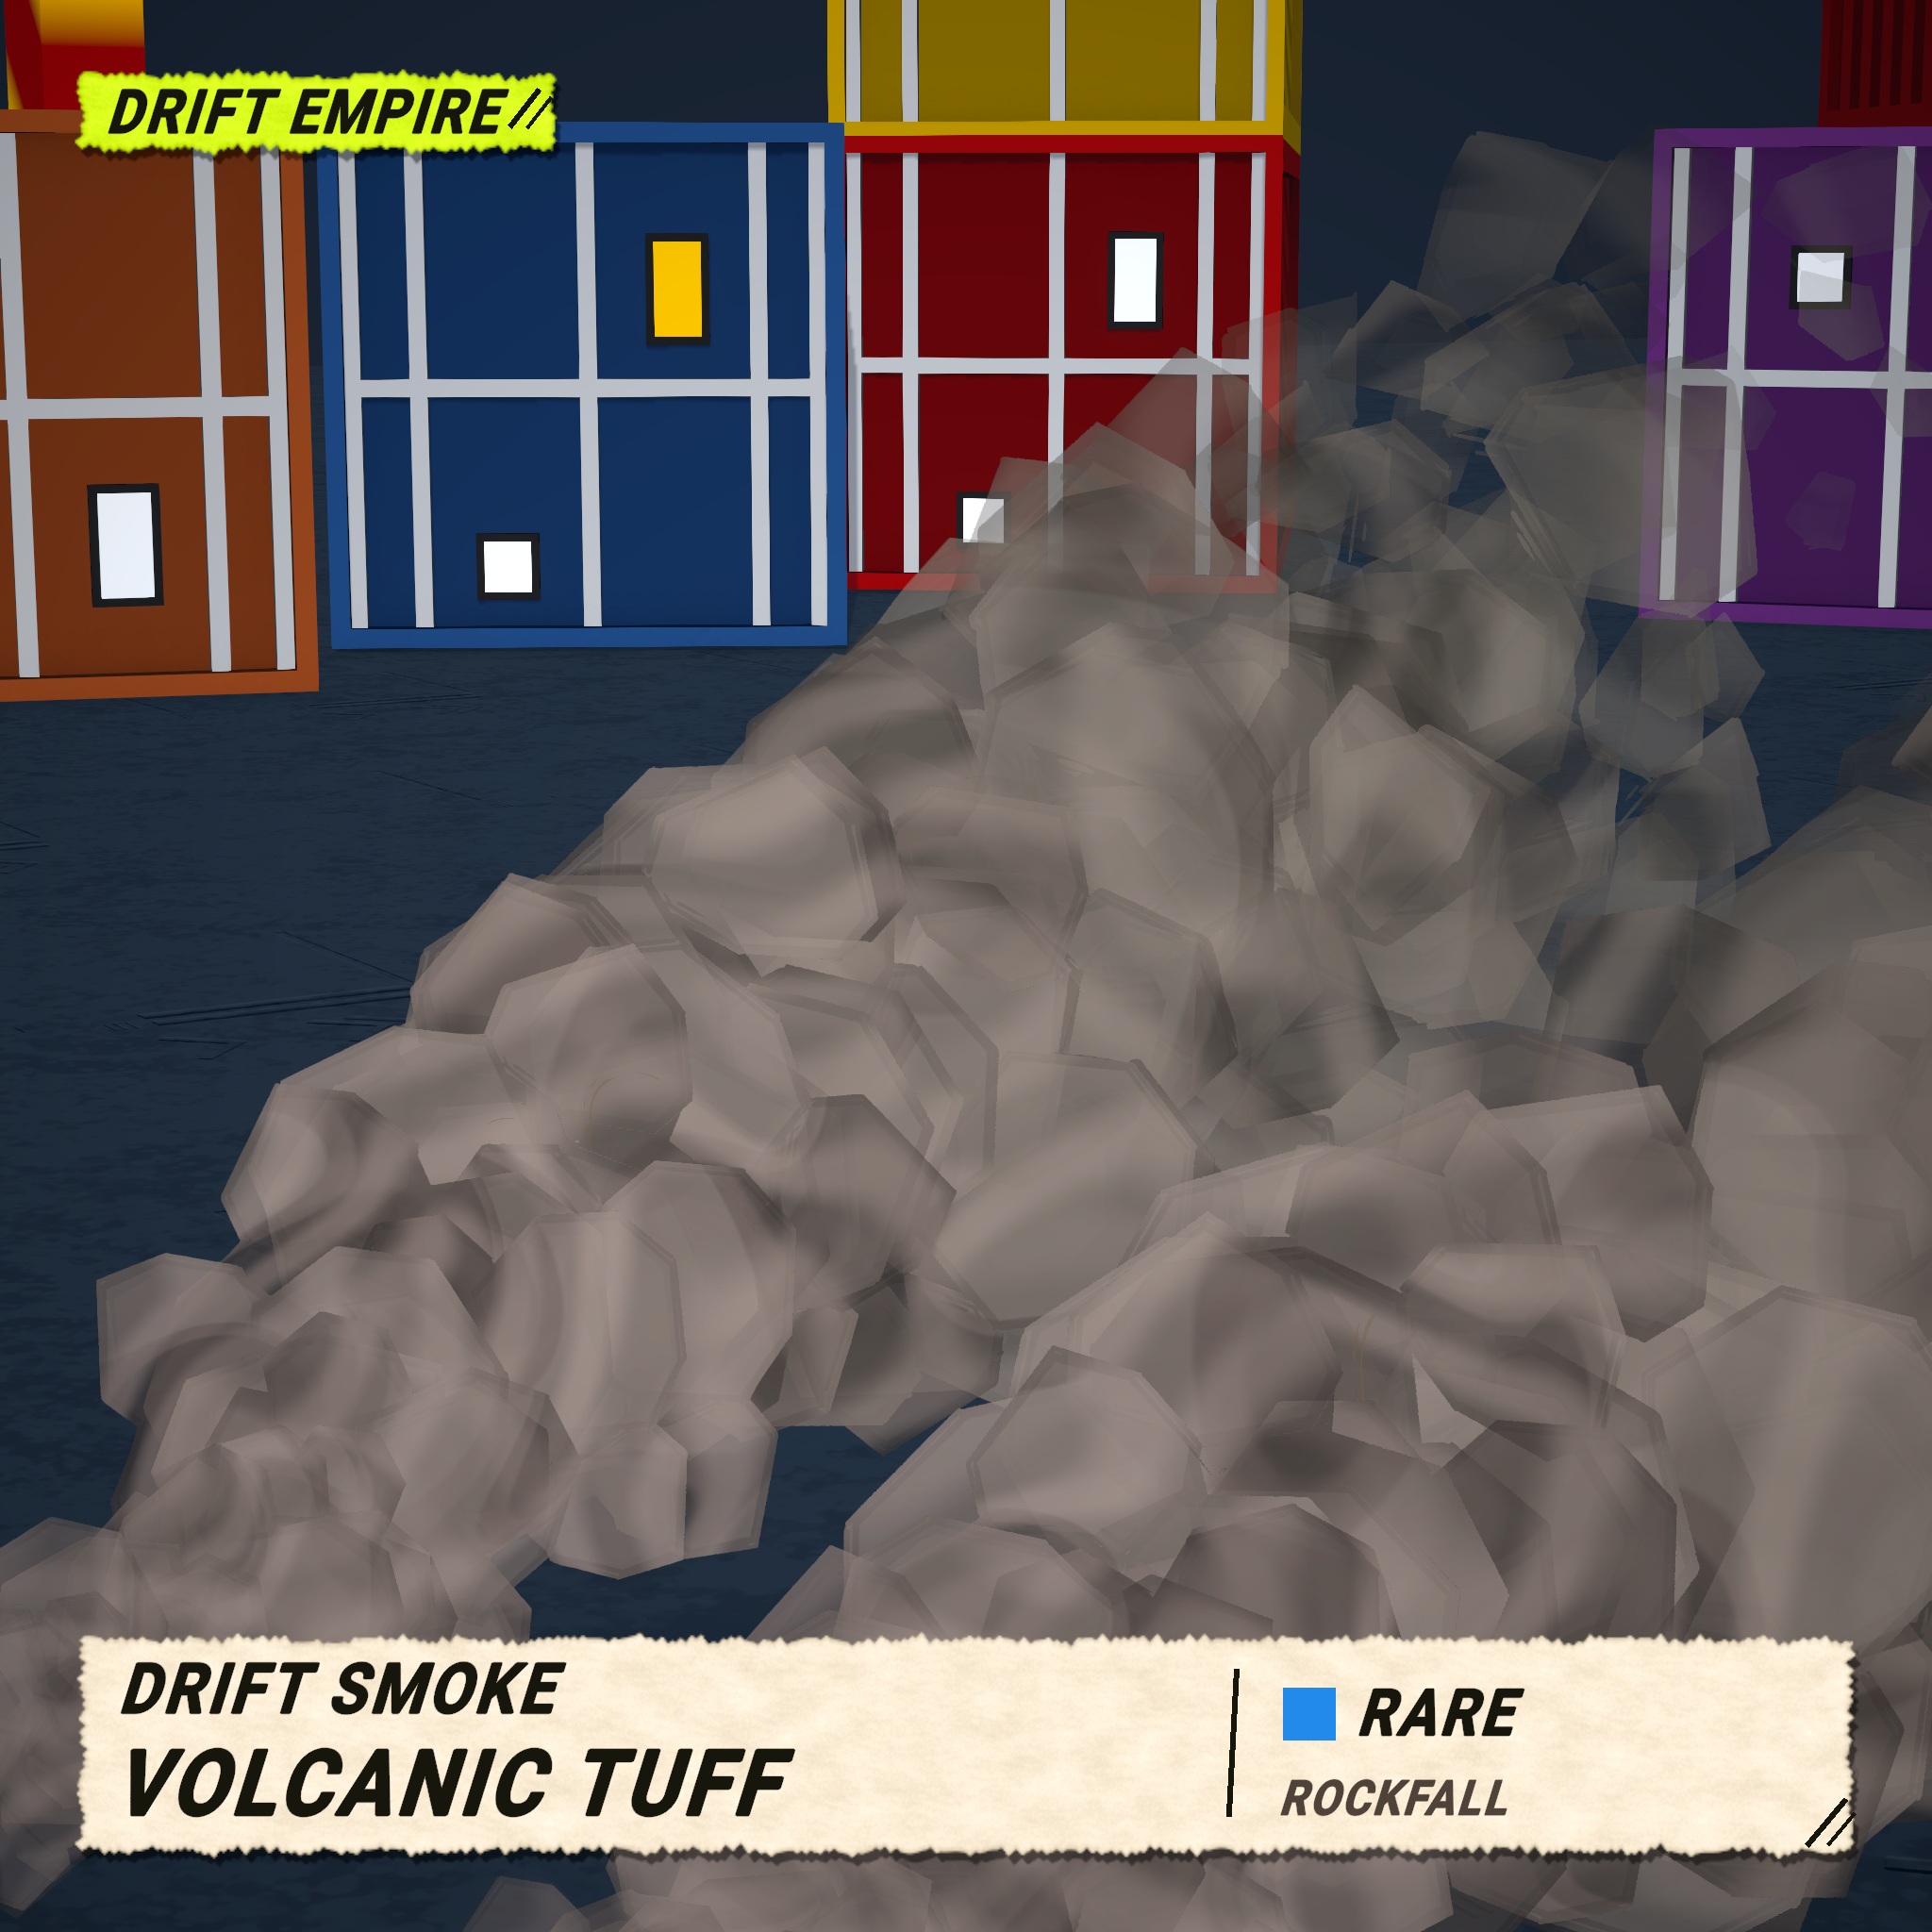 DRIFT EMPIRE//
DRIFT SMOKE
VOLCANIC TUFF
RARE
ROCKFALL